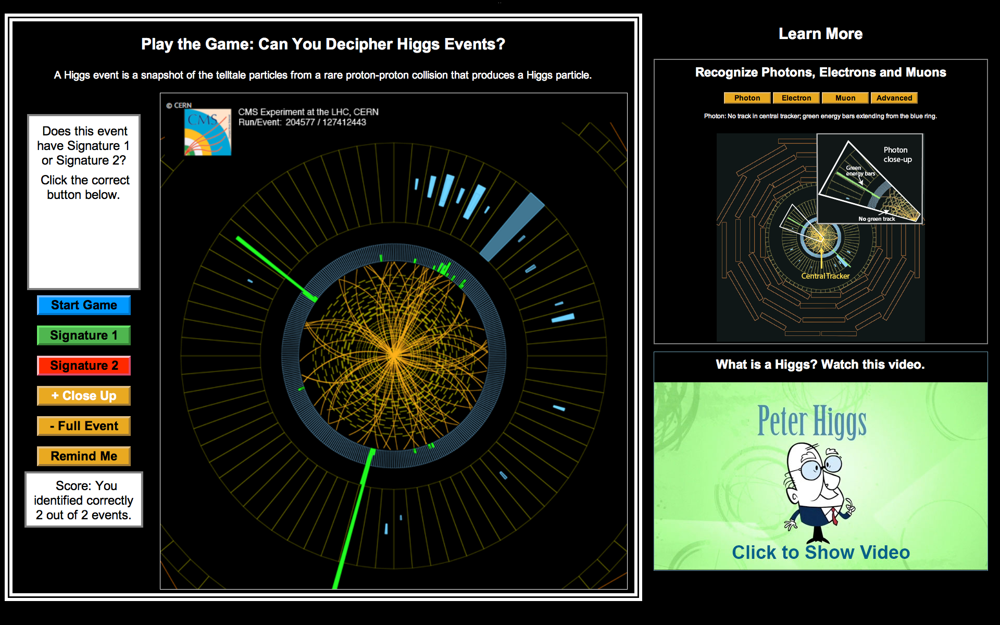 Play the Game: Can You Decipher Higgs Events?
A Higgs event is a snapshot of the telltale particles from a rare proton-proton collision that produces a Higgs particle.
Does this event
have Signature 1
or Signature 2?
Click the correct
button below.
Start Game
Signature 1
Signature 2
+ Close Up
- Full Event
Remind Me
Score: You
identified correctly
2 out of 2 events.
© CERN
CMS
CMS Experiment at the LHC, CERN
Run/Event: 204577 / 127412443
Learn More
Recognize Photons, Electrons and Muons
Photon Electron Muon Advanced
Photon: No track in central tracker; green energy bars extending from the blue ring.
Photon
close-up
Green
energy bars
No green track
Central Tracker
What is a Higgs? Watch this video.
Peter Higgs
Click to Show Video